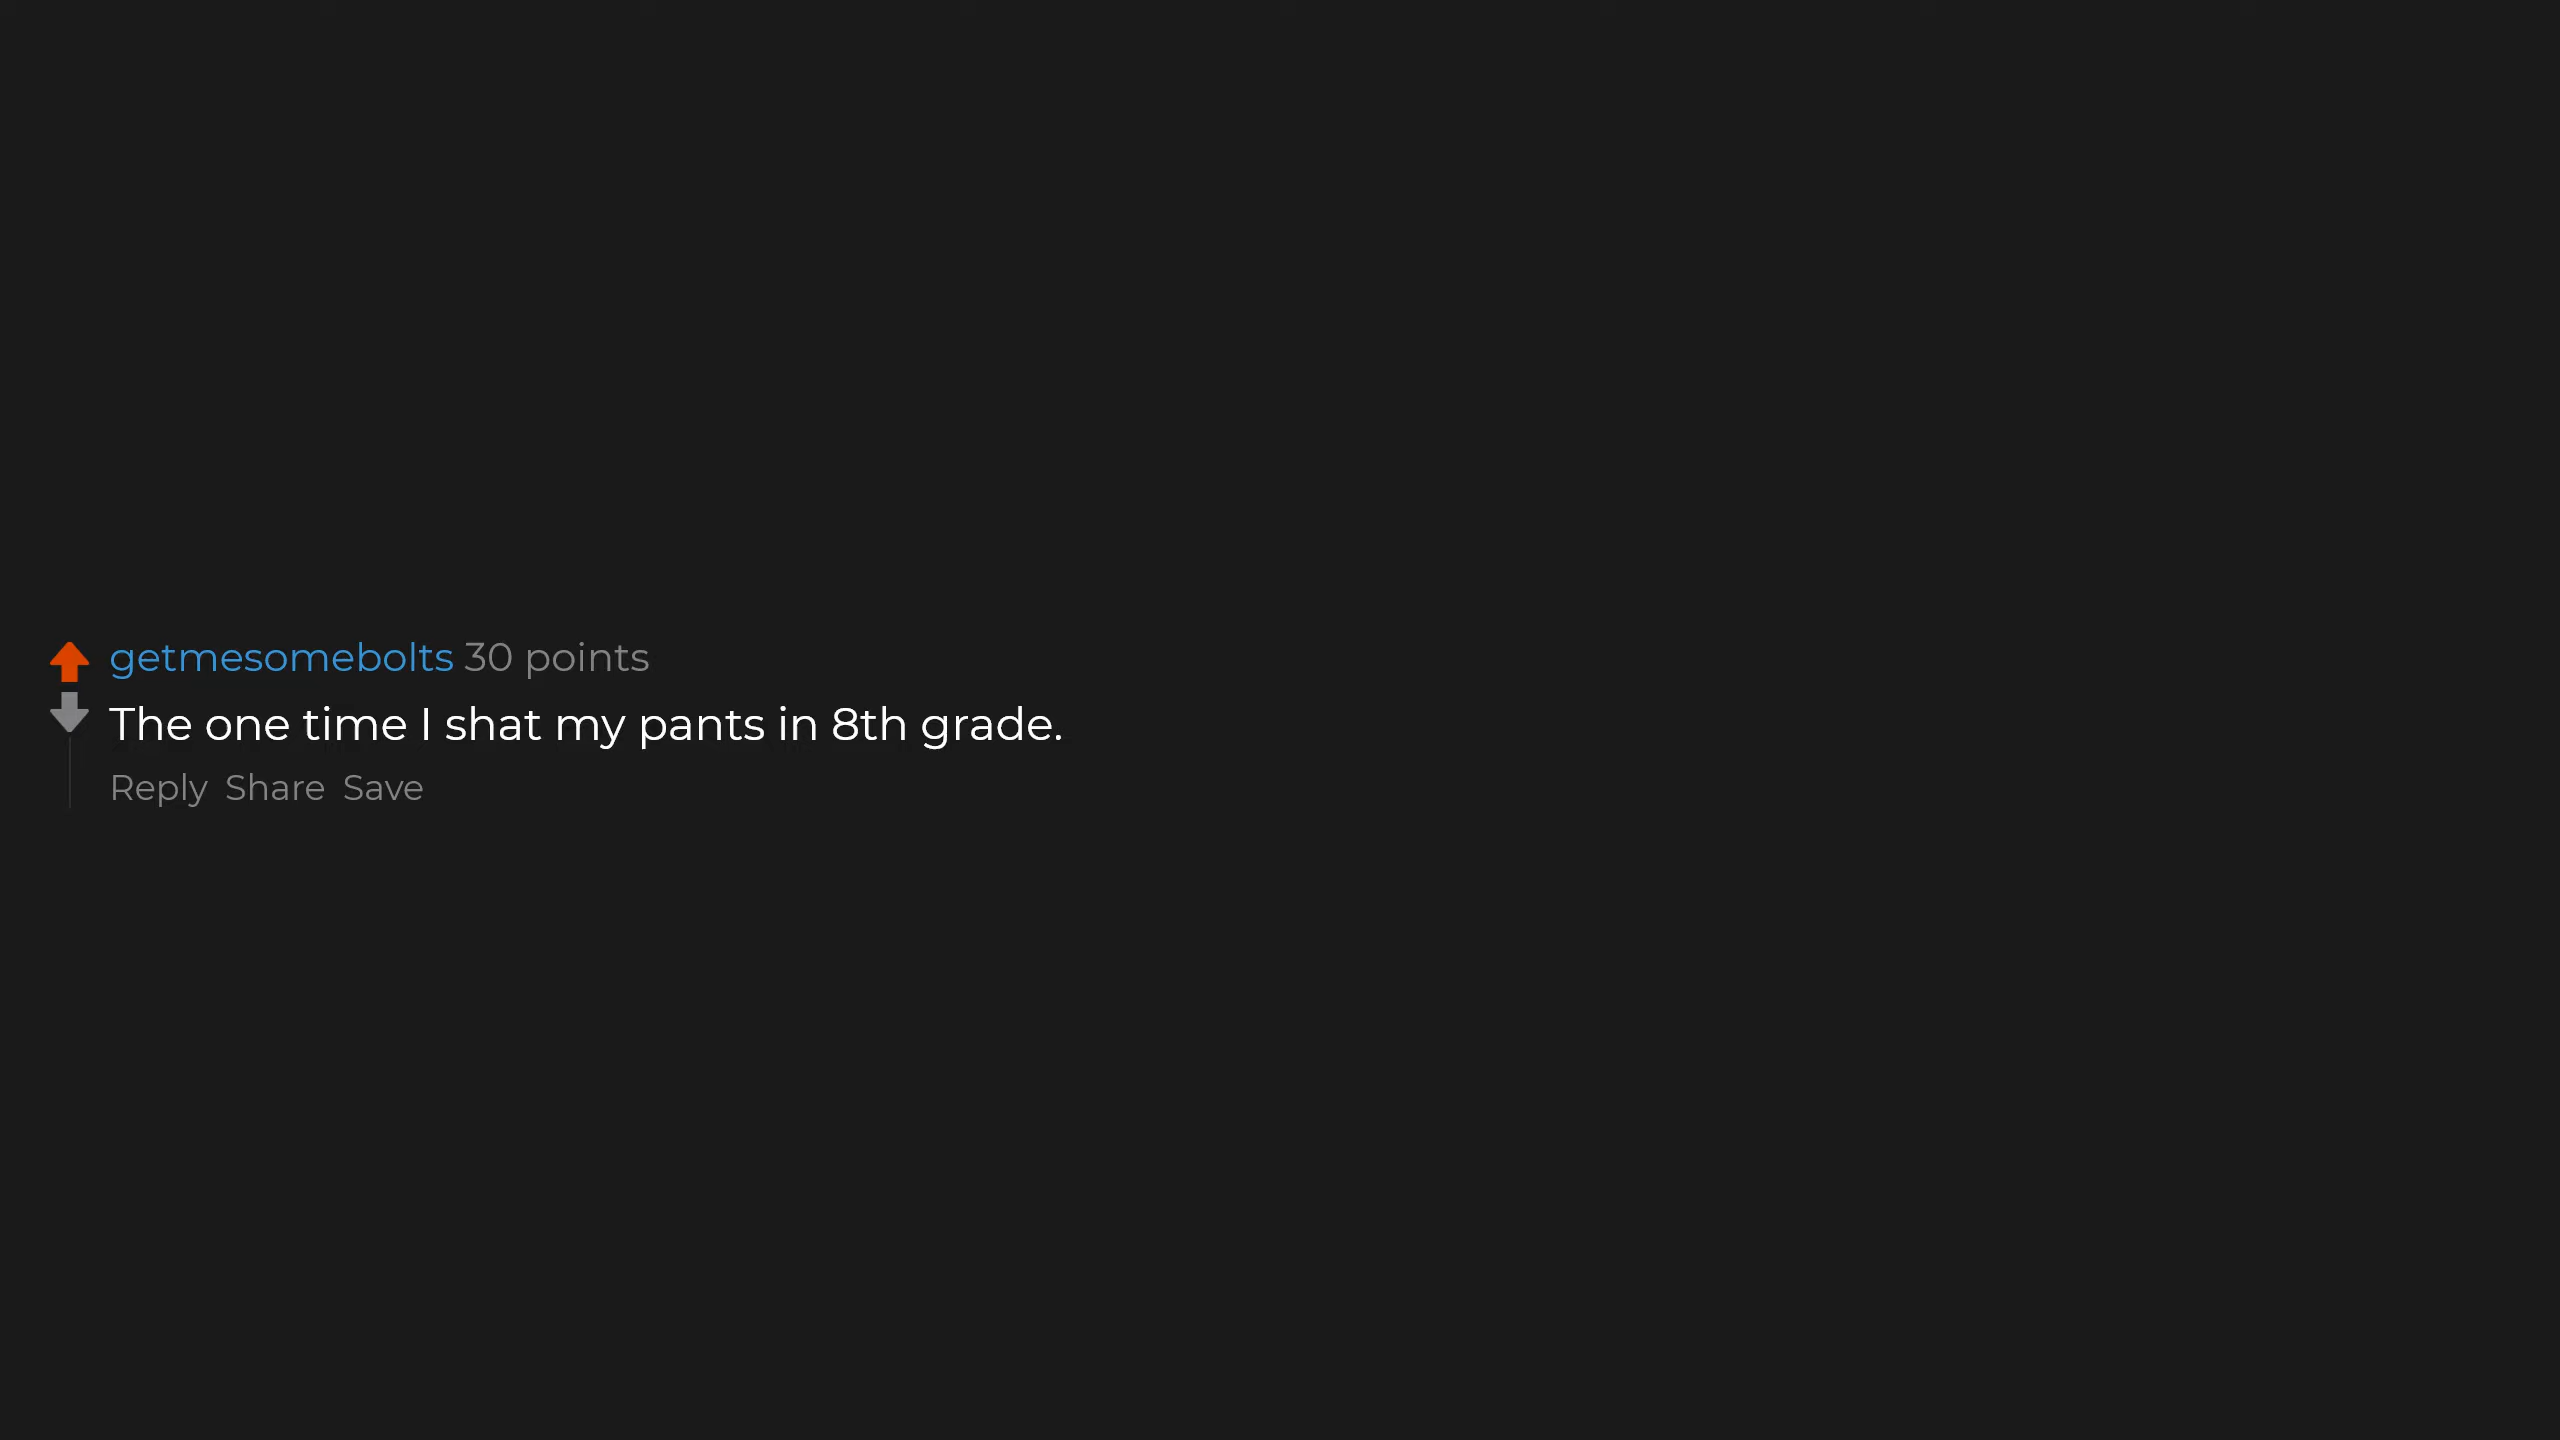 getmesomebolts 30 points
The one time I shat my pants in 8th grade.
Reply Share Save